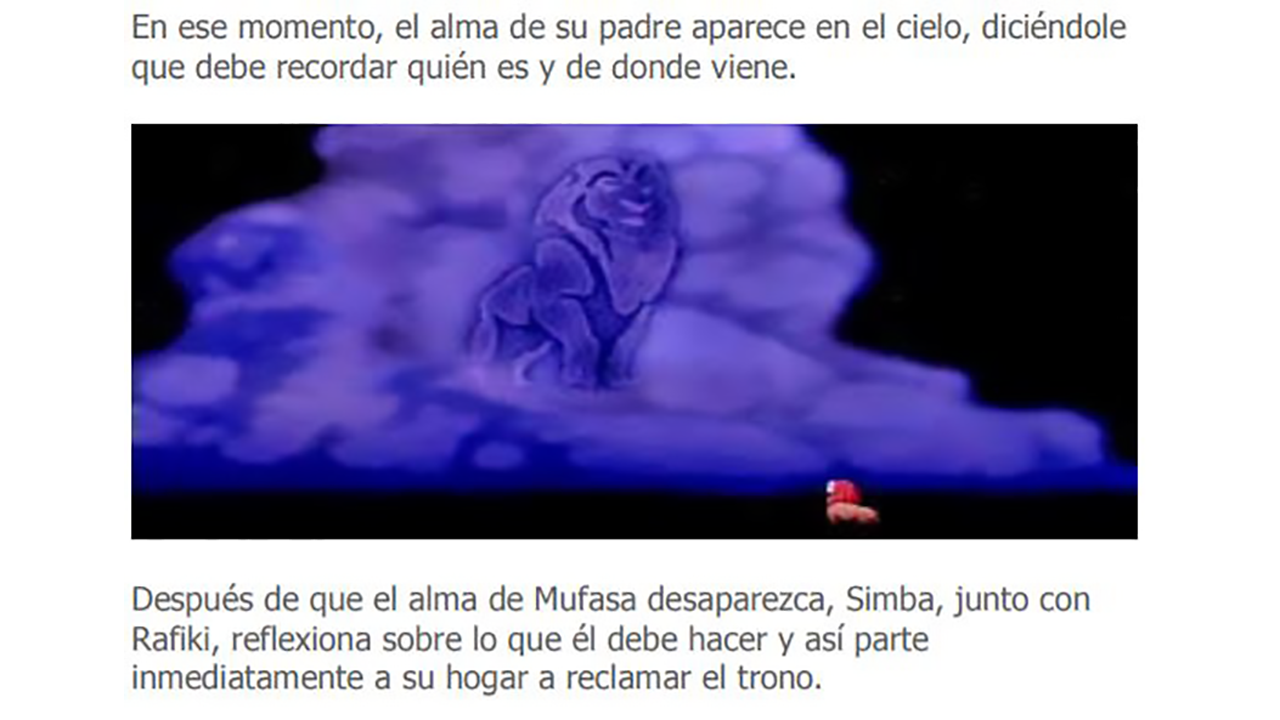 En ese momento, el alma de su padre aparece en el cielo, diciéndole
que debe recordar quién es y de donde viene.
Después de que el alma de Mufasa desaparezca, Simba, junto con
Rafiki, reflexiona sobre lo que él debe hacer y así parte
inmediatamente a su hogar a reclamar el trono.